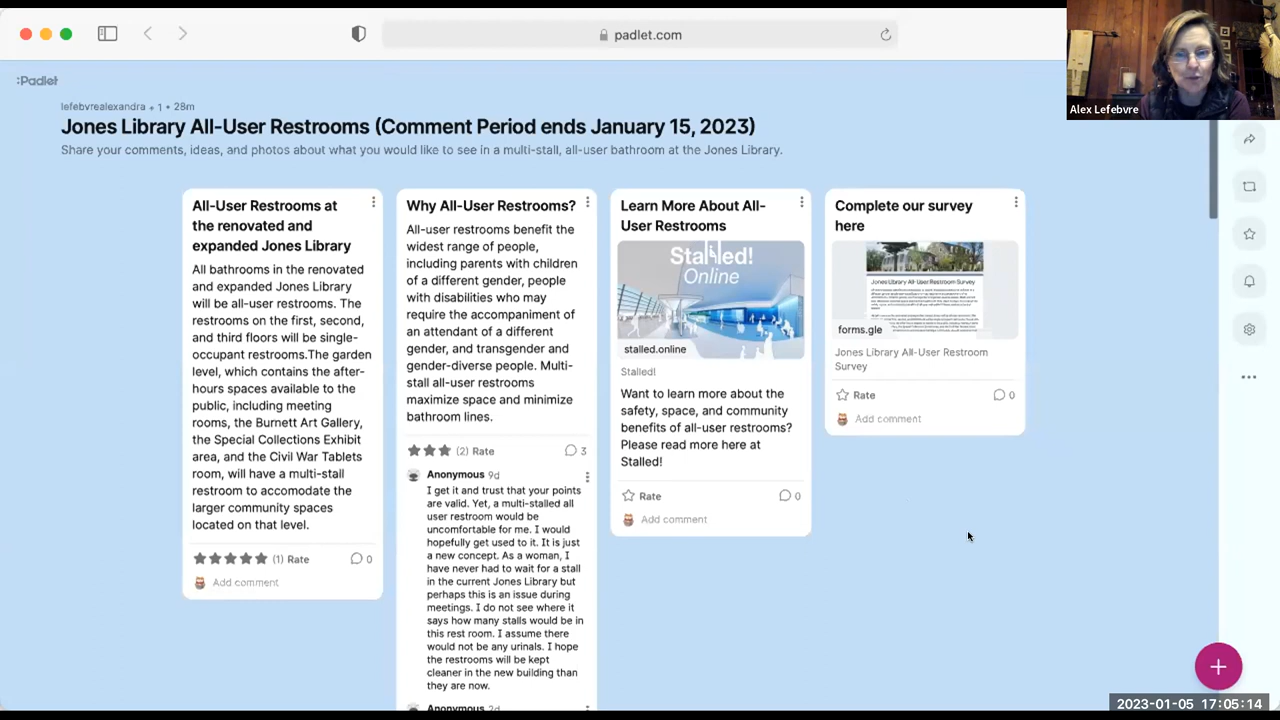 padlet.com
Alex Lefebvre
:Padlet
lefebvrealexandra + 1 • 28m
Jones Library All-User Restrooms (Comment Period ends January 15, 2023)
Share your comments, ideas, and photos about what you would like to see in a multi-stall, all-user bathroom at the Jones Library.
All-User Restrooms at
the renovated and
expanded Jones Library
All bathrooms in the renovated
and expanded Jones Library
will be all-user restrooms. The
restrooms on the first, second,
and third floors will be single-
occupant restrooms.The garden
level, which contains the after-
hours spaces available to the
public, including meeting
rooms, the Burnett Art Gallery,
the Special Collections Exhibit
area, and the Civil War Tablets
room, will have a multi-stall
restroom to accomodate the
larger community spaces
located on that level.
(1) Rate
0
Add comment
Why All-User Restrooms?
All-user restrooms benefit the
widest range of people,
including parents with children
of a different gender, people
with disabilities who may
require the accompaniment of
an attendant of a different
gender, and transgender and
gender-diverse people. Multi-
stall all-user restrooms
maximize space and minimize
bathroom lines.
(2) Rate
3
Anonymous 9d
I get it and trust that your points
are valid. Yet, a multi-stalled all
user restroom would be
uncomfortable for me. I would
hopefully get used to it. It is just
a new concept. As a woman, I
have never had to wait for a stall
in the current Jones Library but
perhaps this is an issue during
meetings. I do not see where it
says how many stalls would be in
this rest room. I assume there
would not be any urinals. I hope
the restrooms will be kept
cleaner in the new building than
they are now.
Anonymous 2d
Learn More About All-
User Restrooms
Stalled!
Online
stalled.online
Stalled!
Want to learn more about the
safety, space, and community
benefits of all-user restrooms?
Please read more here at
Stalled!
Rate
0
Add comment
Complete our survey
here
Jones Library All-User Restroom Survey
forms.gle
Jones Library All-User Restroom
Survey
Rate
0
Add comment
2023-01-05 17:05:14